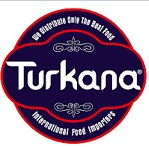 We Distribute Only The Best Food
Turkana®
International Food Importers